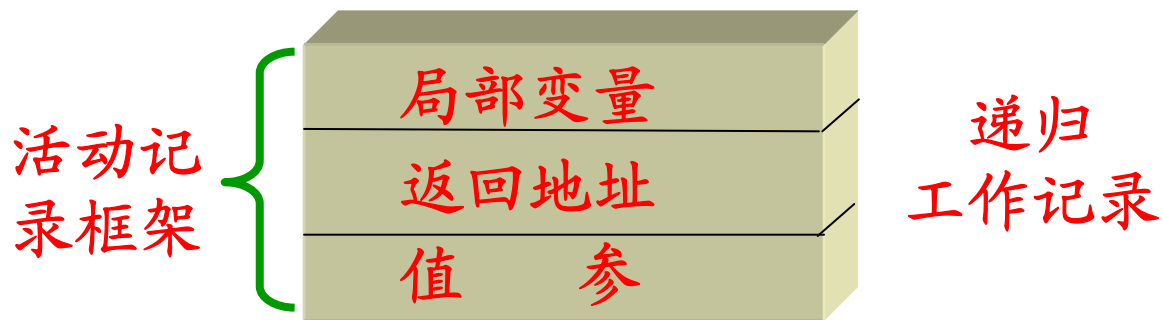 活动记
录框架
局部变量
返回地址
值 参
递归
工作记录